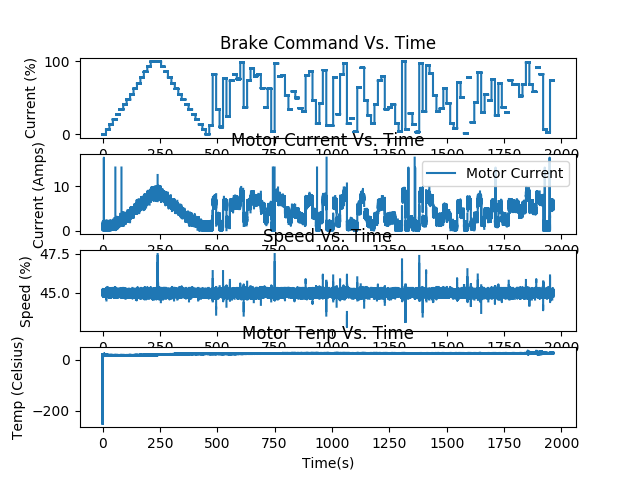 Brake Command Vs. Time
Current (%)
100
0
0 250 500 750 1000 1250 1500 1750 2000
Motor Current Vs. Time
Current (Amps)
10
0
Motor Current
0 250 500 750 1000 1250 1500 1750 2000
Speed Vs. Time
Speed (%)
47.5
45.0
0 250 500 750 1000 1250 1500 1750 2000
Motor Tenp Vs. Time
Temp (Celsius)
0
−200
0 250 500 750 1000 1250 1500 1750 2000
Time(s)